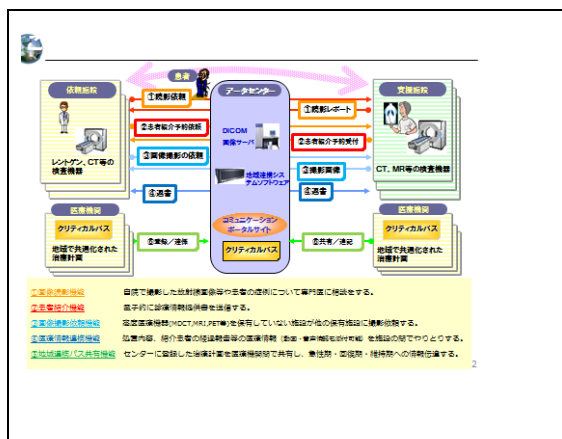 患者
依頼施設
データセンター
支援施設
①読影依頼
①読影レポート
②患者紹介予約依頼
DICOM
画像サーバ
②患者紹介予約受付
レントゲン、CT等の
検査機器
③画像撮影の依頼
地域連携シス
テムソフトウェア
③撮影画像
CT、MR等の検査機器
④返書
④返書
医療機関
コミュニケーション
ポータルサイト
医療機関
クリティカルパス
クリティカルパス
クリティカルパス
地域で共通化された
治療計画
⑤登録/連係
⑤共有/追記
地域で共通化された
治療計画
自院で撮影した放射線画像等や患者の症例について専門医に相談をする。
②患者紹介機能
電子的に診療情報提供書を送信する。
③画像撮影依頼機能
高度医療機器(MDCT,MRI,PET等)を保有していない施設が他の保有施設に撮影依頼する。
④医療情報連携機能
処置内容、紹介患者の経過報告等の医療情報(動画・音声情報も添付可能)を施設の間でやりとりする。
⑤地域連携パス共有機能
センターに登録した治療計画を医療機関間で共有し、急性期・回復期・維持期への情報伝達する。
2